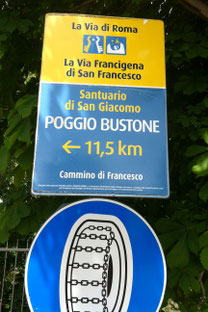 La Via di Roma
La Via Francigena
di San Francesco
Santuario
di San Giacomo
POGGIO BUSTONE
← 11,5 km
Cammino di Francesco